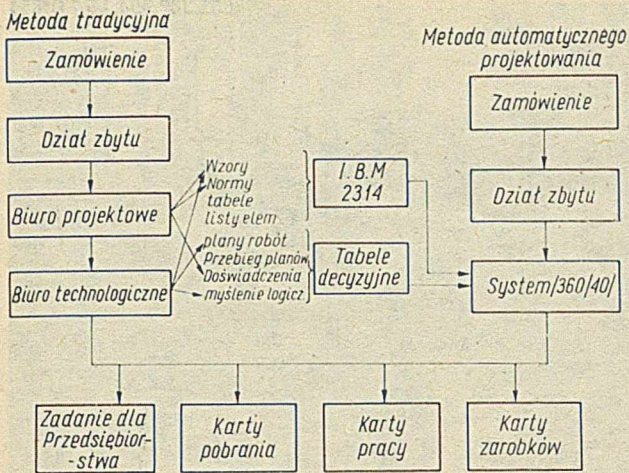 Metoda tradycyjna
Zamówienie
Dział zbytu
Biuro projektowe
Biuro technologiczne
Wzory
Normy
tabele
listy elem.
plany robót
Przebieg planów
Doświadczenia
myślenie logicz.
I.B.M
2314
Tabele
decyzyjne
Metoda automatycznego
projektowania
Zamówienie
Dział zbytu
System/360/40/
Zadanie dla
Przedsiębior-
-stwa
Karty
pobrania
Karty
pracy
Karty
zarobków